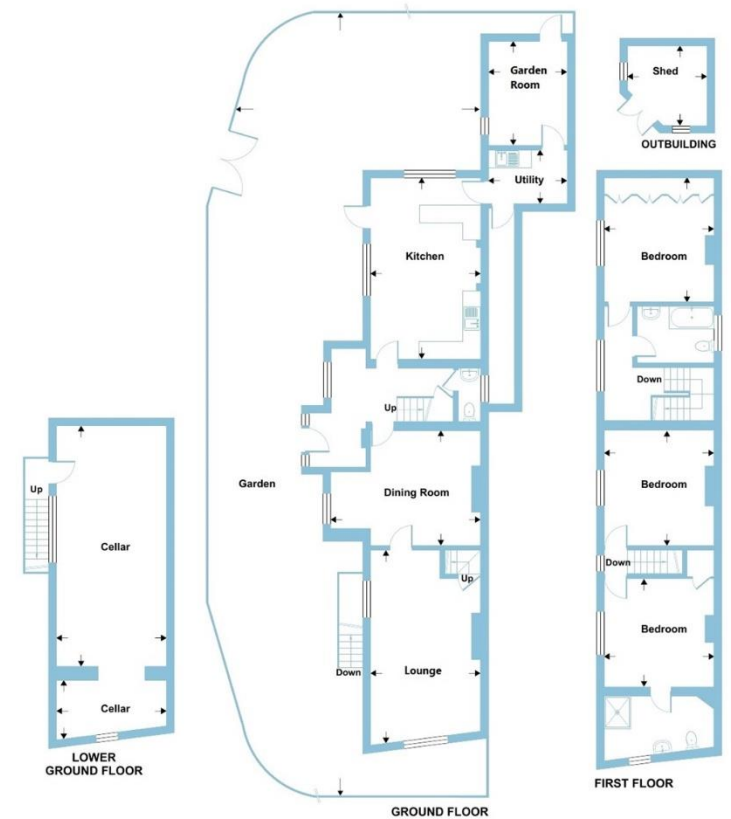 Garden
Room
Utility
Kitchen
Up
Garden
Dining Room
Up
Lounge
Down
GROUND FLOOR
Up
Cellar
Cellar
LOWER
GROUND FLOOR
Shed
OUTBUILDING
Bedroom
Down
Bedroom
Down
Bedroom
FIRST FLOOR